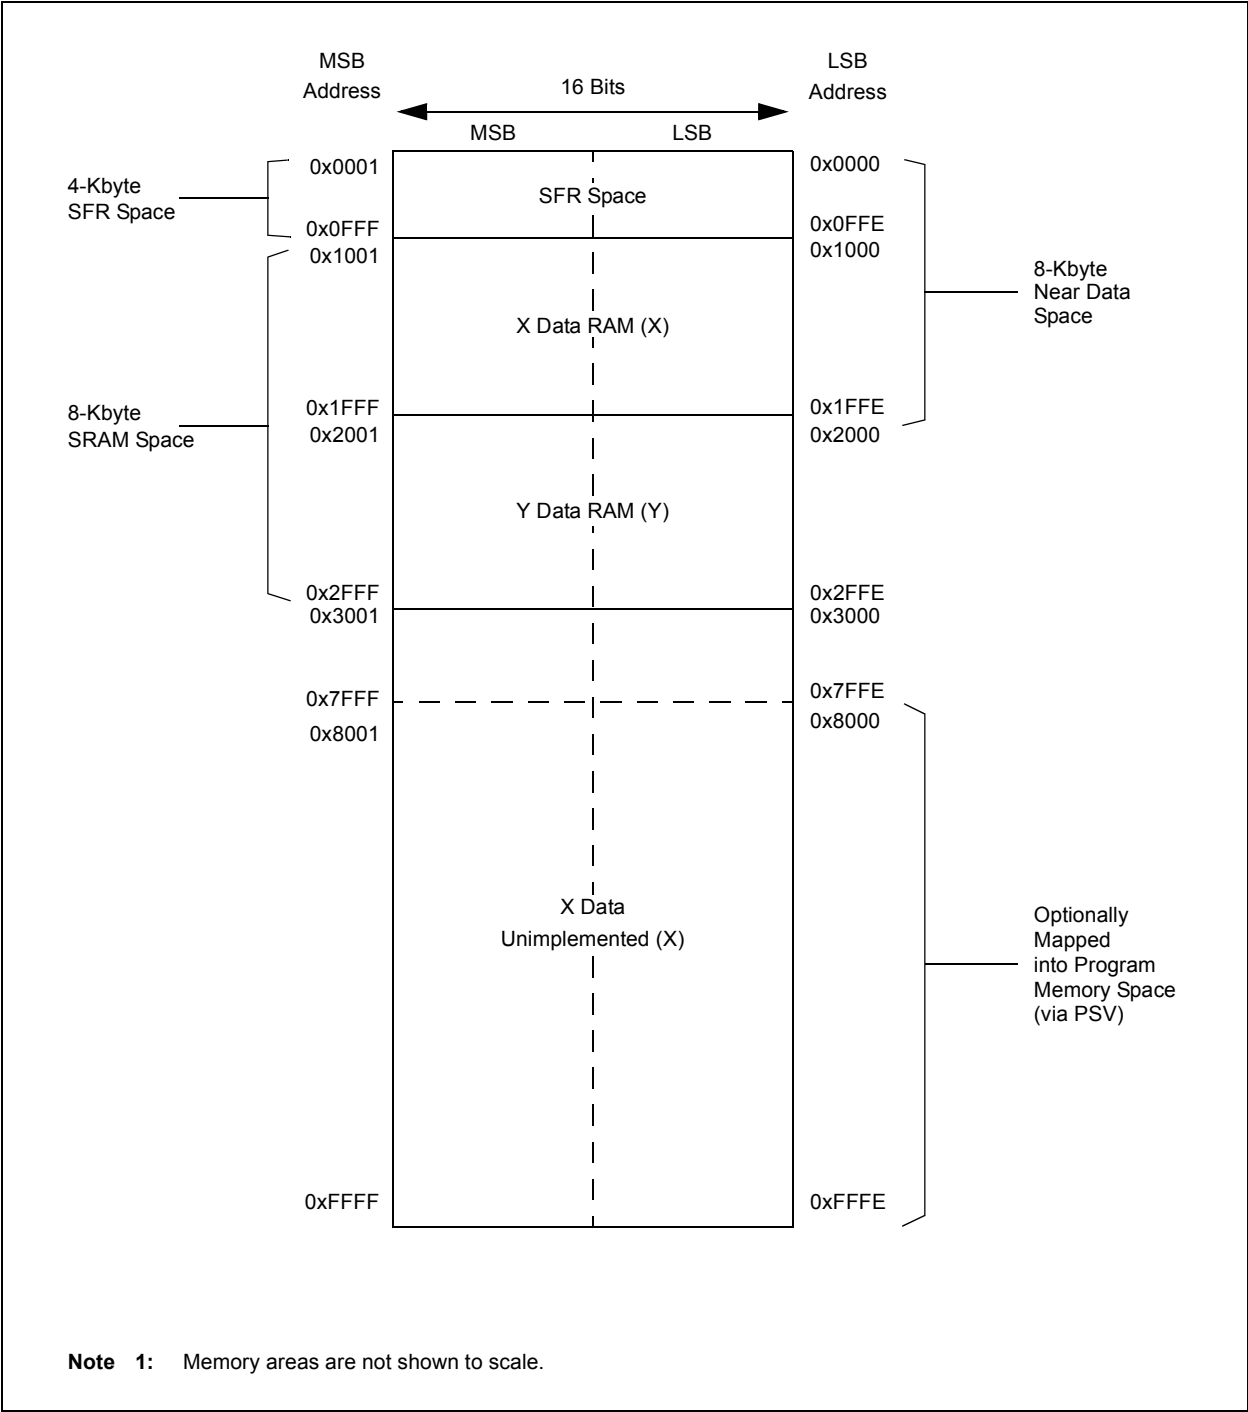 MSB
Address
LSB
Address
16 Bits
MSB
LSB
0x0001
0x0000
4-Kbyte
SFR Space
SFR Space
0x0FFF
0x0FFE
0x1001
0x1000
8-Kbyte
Near Data
Space
X Data RAM (X)
0x1FFF
0x1FFE
8-Kbyte
SRAM Space
0x2001
0x2000
Y Data RAM (Y)
0x2FFF
0x2FFE
0x3001
0x3000
0x7FFF
0x7FFE
0x8001
0x8000
X Data
Unimplemented (X)
Optionally
Mapped
into Program
Memory Space
(via PSV)
0xFFFF
0xFFFE
Note 1: Memory areas are not shown to scale.